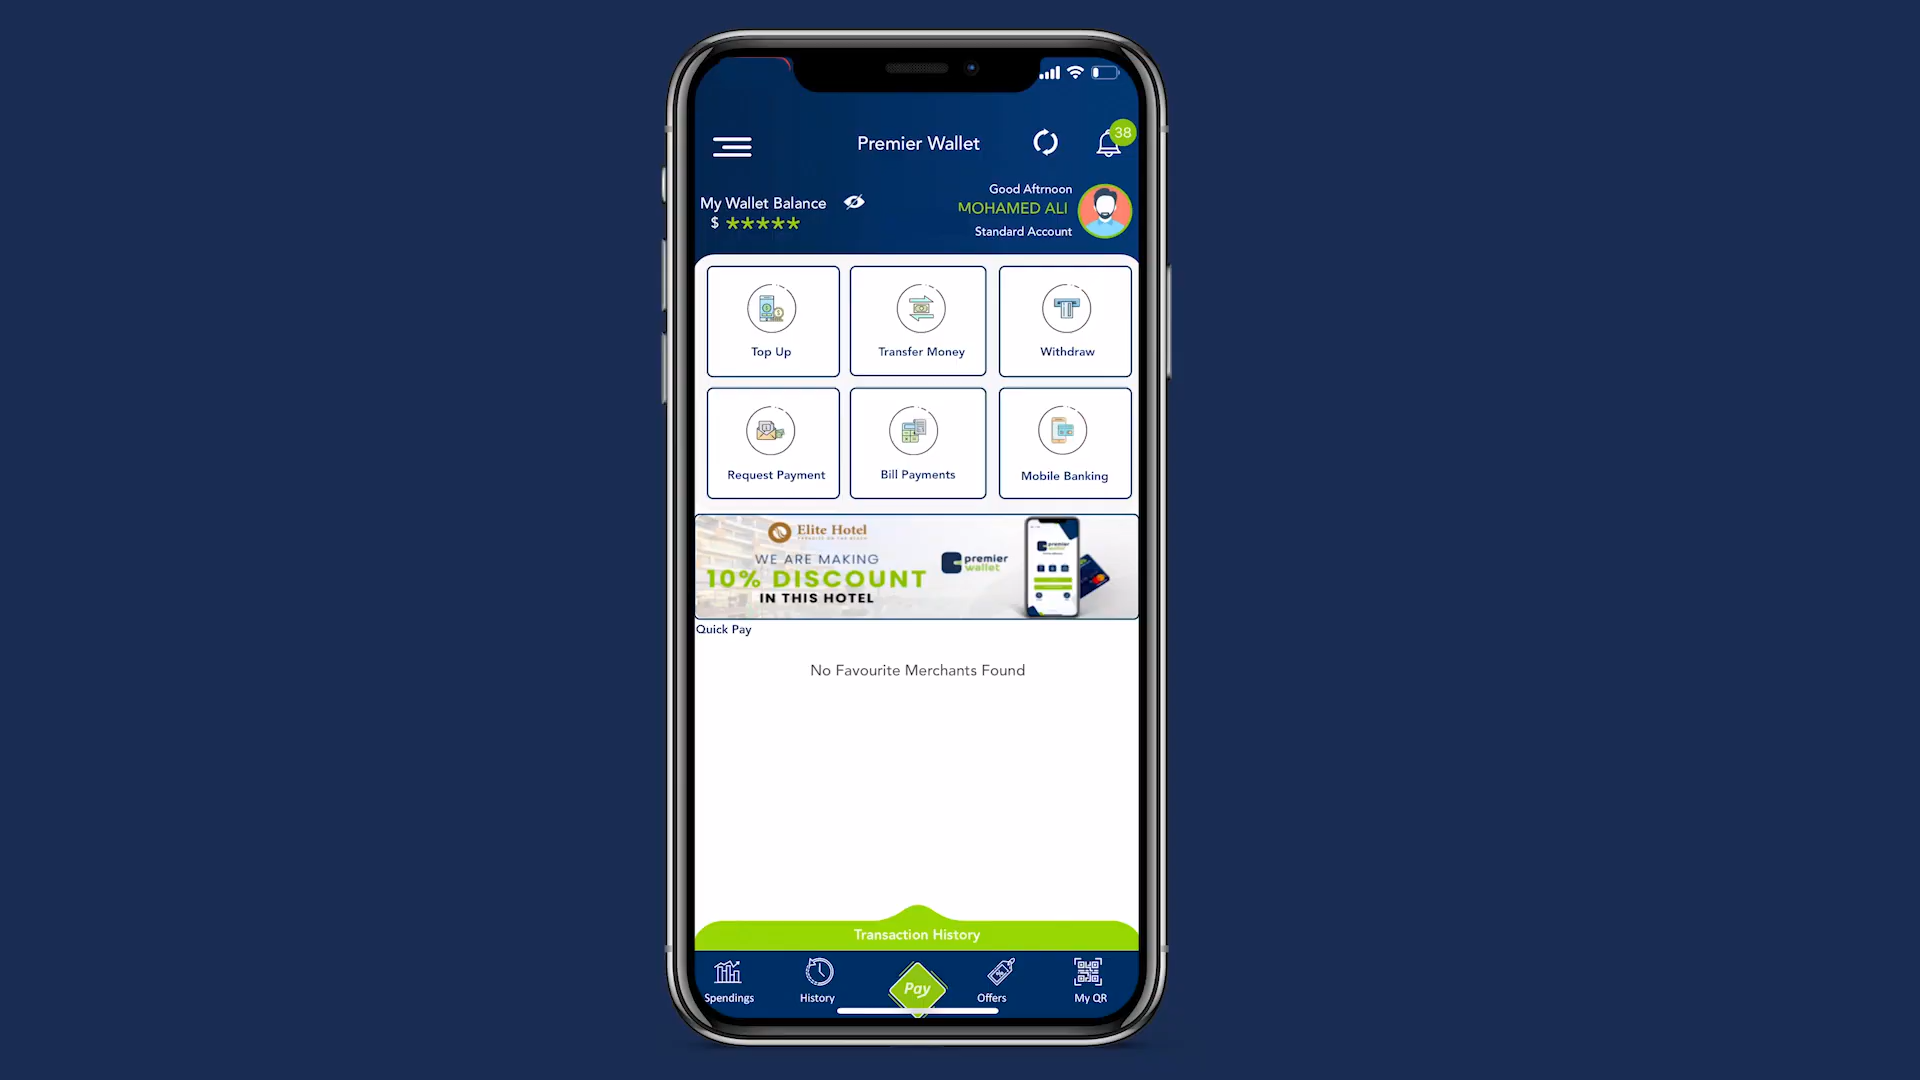 Premier Wallet
38
My Wallet Balance
$ *****
Good Aftrnoon
MOHAMED ALI
Standard Account
Top Up
Transfer Money
Withdraw
Request Payment
Bill Payments
Mobile Banking
Elite Hotel
WE ARE MAKING
10% DISCOUNT
IN THIS HOTEL
premier
wallet
premier
Quick Pay
No Favourite Merchants Found
Transaction History
Spendings
History
Pay
Offers
My QR